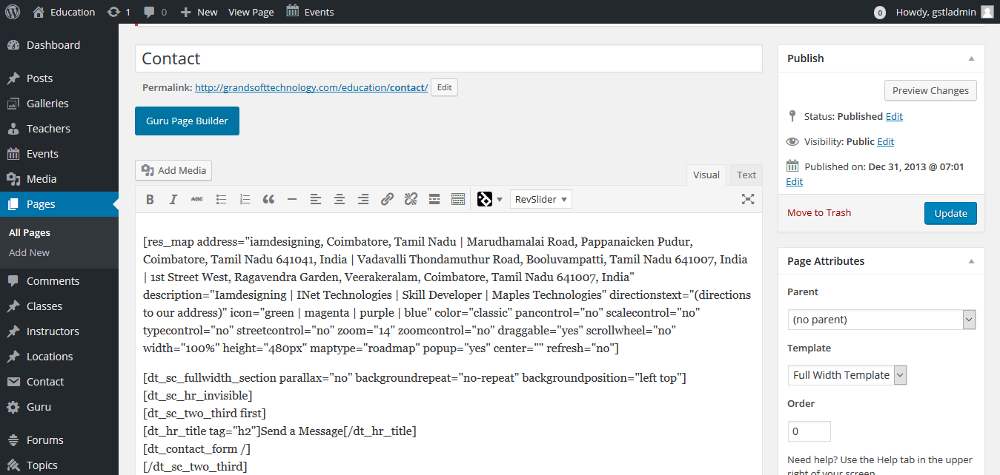 Education 1 0 New View Page Events 0 Howdy, gstladmin
Dashboard
Posts
Galleries
Teachers
Events
Media
Pages
All Pages
Add New
Comments
Classes
Instructors
Locations
Contact
Guru
Forums
Topics
Contact
Permalink: http://grandsofttechnology.com/education/contact/ Edit
Guru Page Builder
Add Media
Visual Text
B I ABC RevSlider
[res_map address="iamdesigning, Coimbatore, Tamil Nadu | Marudhamalai Road, Pappanaicken Pudur,
Coimbatore, Tamil Nadu 641041, India | Vadavalli Thondamuthur Road, Booluvampatti, Tamil Nadu 641007, India
| 1st Street West, Ragavendra Garden, Veerakeralam, Coimbatore, Tamil Nadu 641007, India"
description="Iamdesigning | INet Technologies | Skill Developer | Maples Technologies" directionstext="(directions
to our address)" icon="green | magenta | purple | blue" color="classic" pancontrol="no" scalecontrol="no"
typecontrol="no" streetcontrol="no" zoom="14" zoomcontrol="no" draggable="yes" scrollwheel="no"
width="100%" height="480px" maptype="roadmap" popup="yes" center="" refresh="no"]
[dt_sc_fullwidth_section parallax="no" backgroundrepeat="no-repeat" backgroundposition="left top"]
[dt_sc_hr_invisible]
[dt_sc_two_third first]
[dt_hr_title tag="h2"]Send a Message[/dt_hr_title]
[dt_contact_form /]
[/dt_sc_two_third]
Publish
Preview Changes
Status: Published Edit
Visibility: Public Edit
Published on: Dec 31, 2013 @ 07:01
Edit
Move to Trash Update
Page Attributes
Parent
(no parent)
Template
Full Width Template
Order
0
Need help? Use the Help tab in the upper
right of your screen.